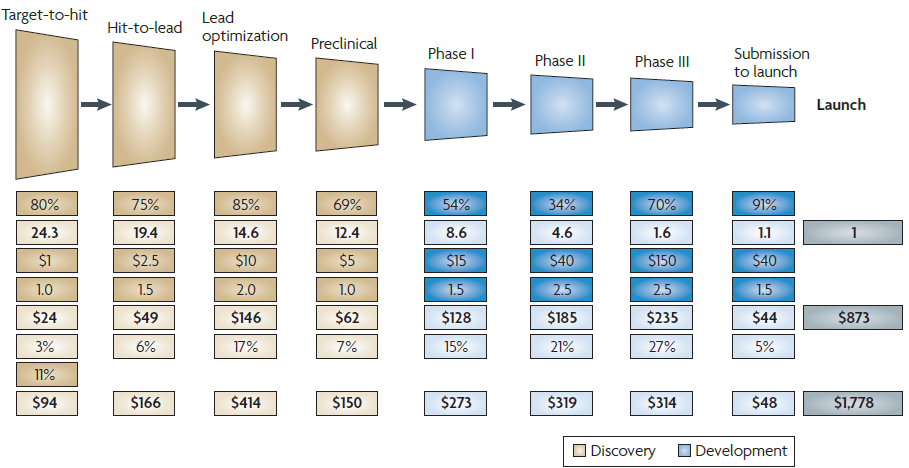 Target-to-hit
Hit-to-lead
Lead
optimization
Preclinical
Phase I
Phase II
Phase III
Submission
to launch
Launch
80% 75% 85% 69% 54% 34% 70% 91%
24.3 19.4 14.6 12.4 8.6 4.6 1.6 1.1 1
$1 $2.5 $10 $5 $15 $40 $150 $40
1.0 1.5 2.0 1.0 1.5 2.5 2.5 1.5
$24 $49 $146 $62 $128 $185 $235 $44 $873
3% 6% 17% 7% 15% 21% 27% 5%
11%
$94 $166 $414 $150 $273 $319 $314 $48 $1,778
Discovery Development